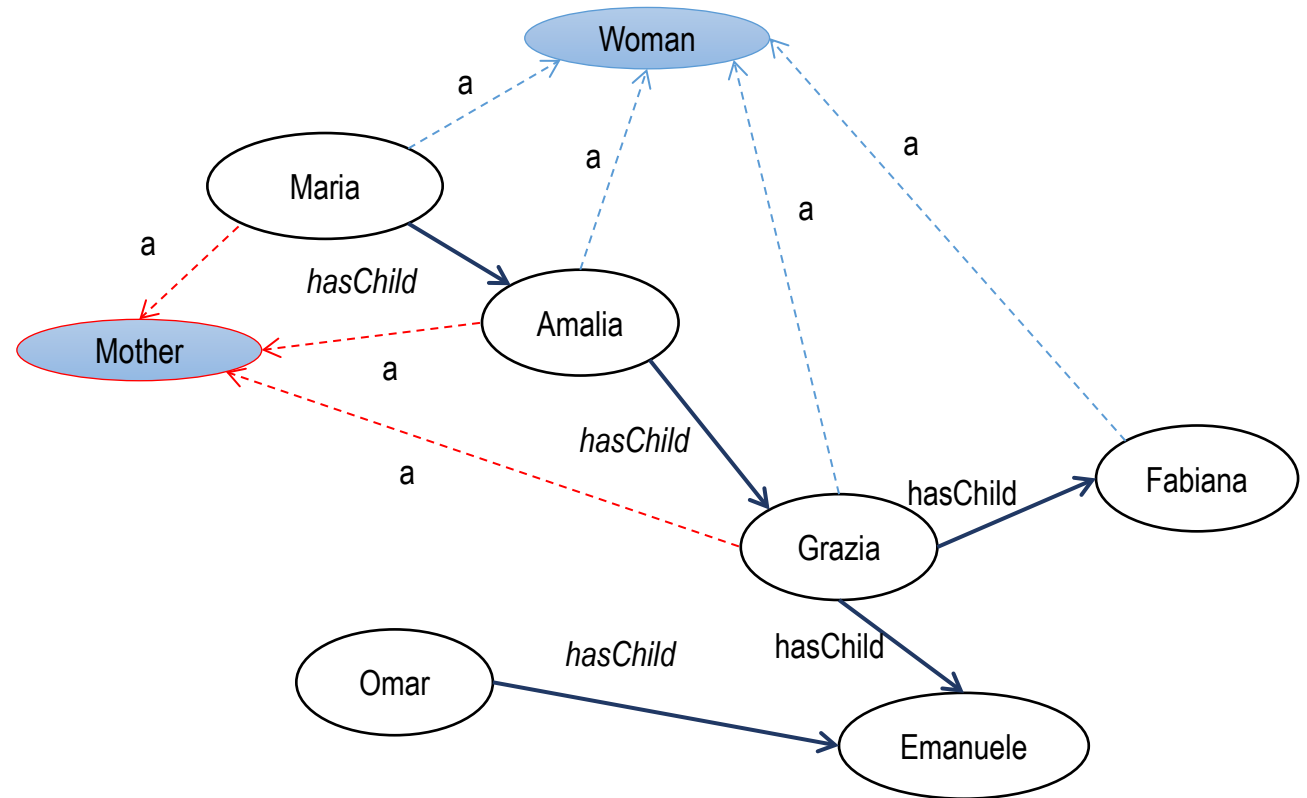 Woman
a
Maria
a
a
a
a
hasChild
Amalia
Mother
a
hasChild
a
hasChild
Fabiana
Grazia
hasChild
hasChild
Omar
Emanuele